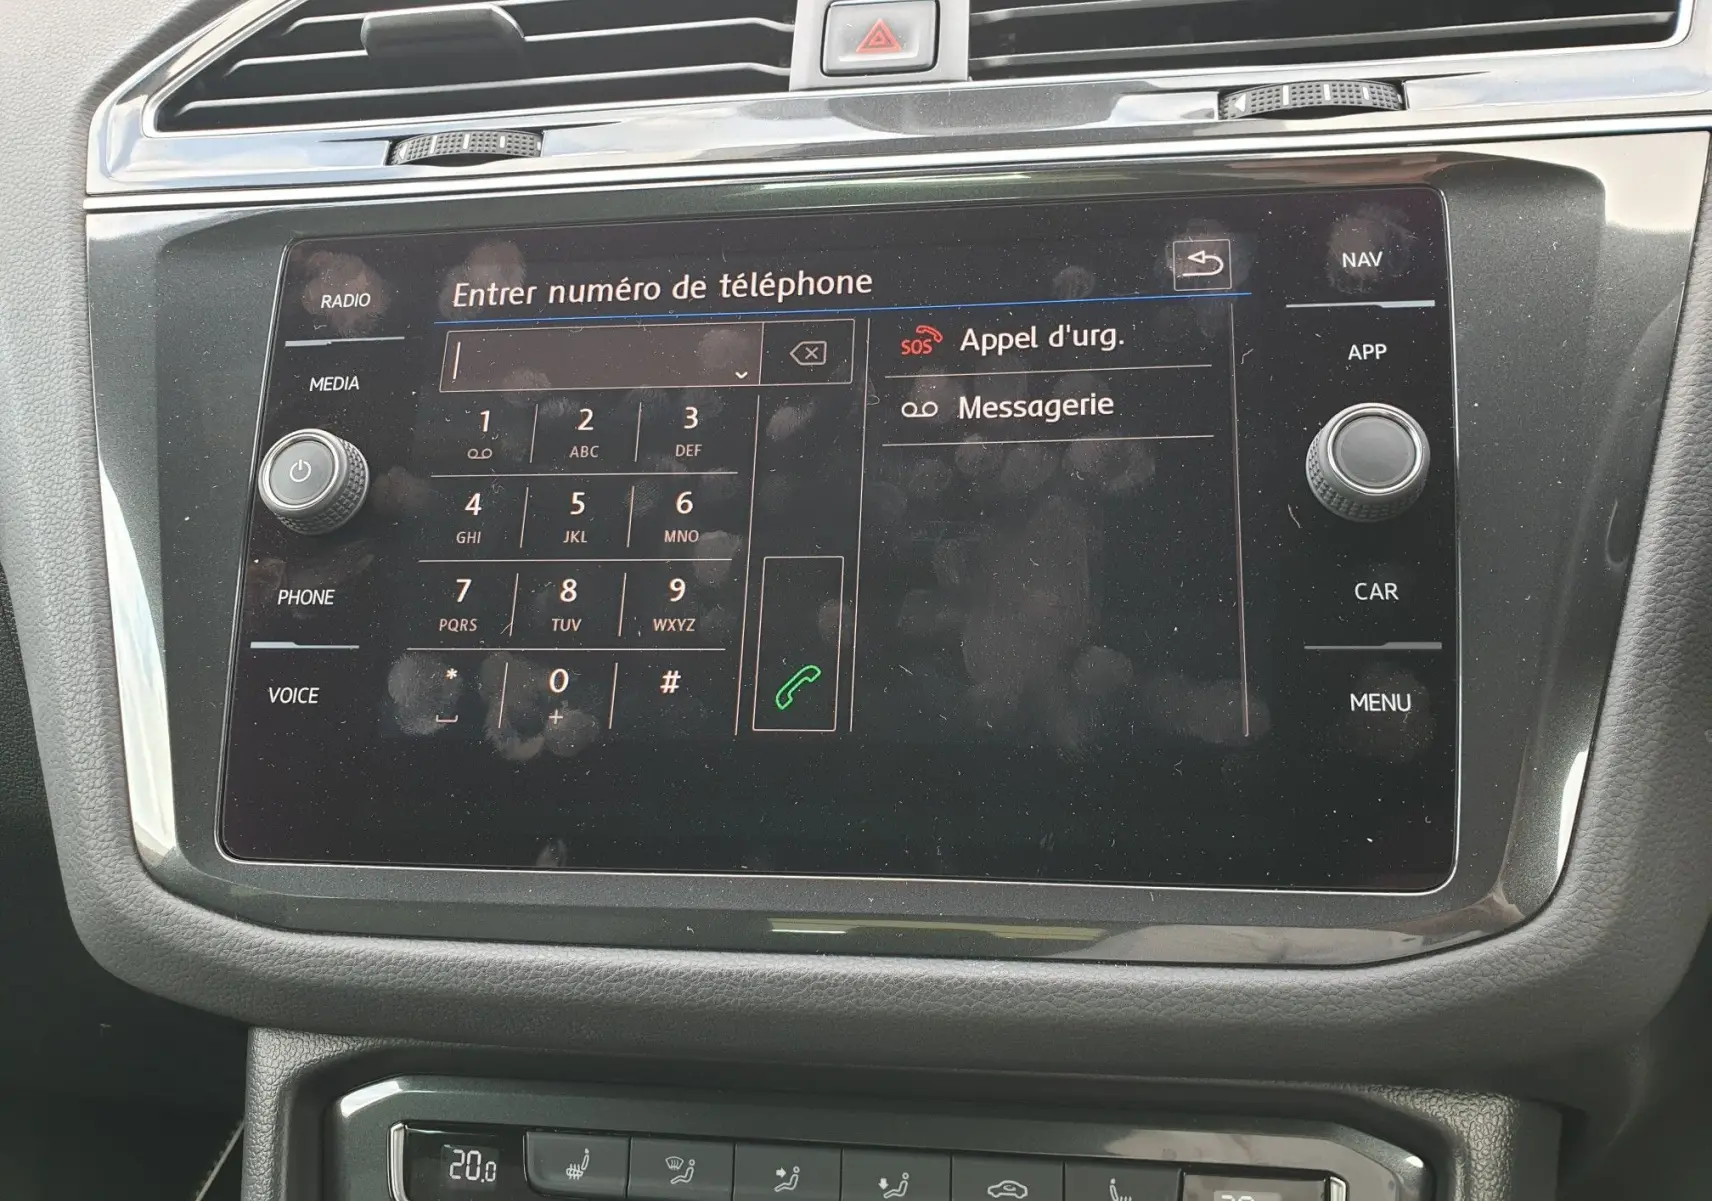 RADIO
MEDIA
PHONE
VOICE
Entrer numéro de téléphone
1
2
ABC
3
DEF
4
GHI
5
JKL
6
MNO
7
PQRS
8
TUV
9
WXYZ
*
0
+
#
SOS Appel d'urg.
Messagerie
NAV
APP
CAR
MENU
20.0